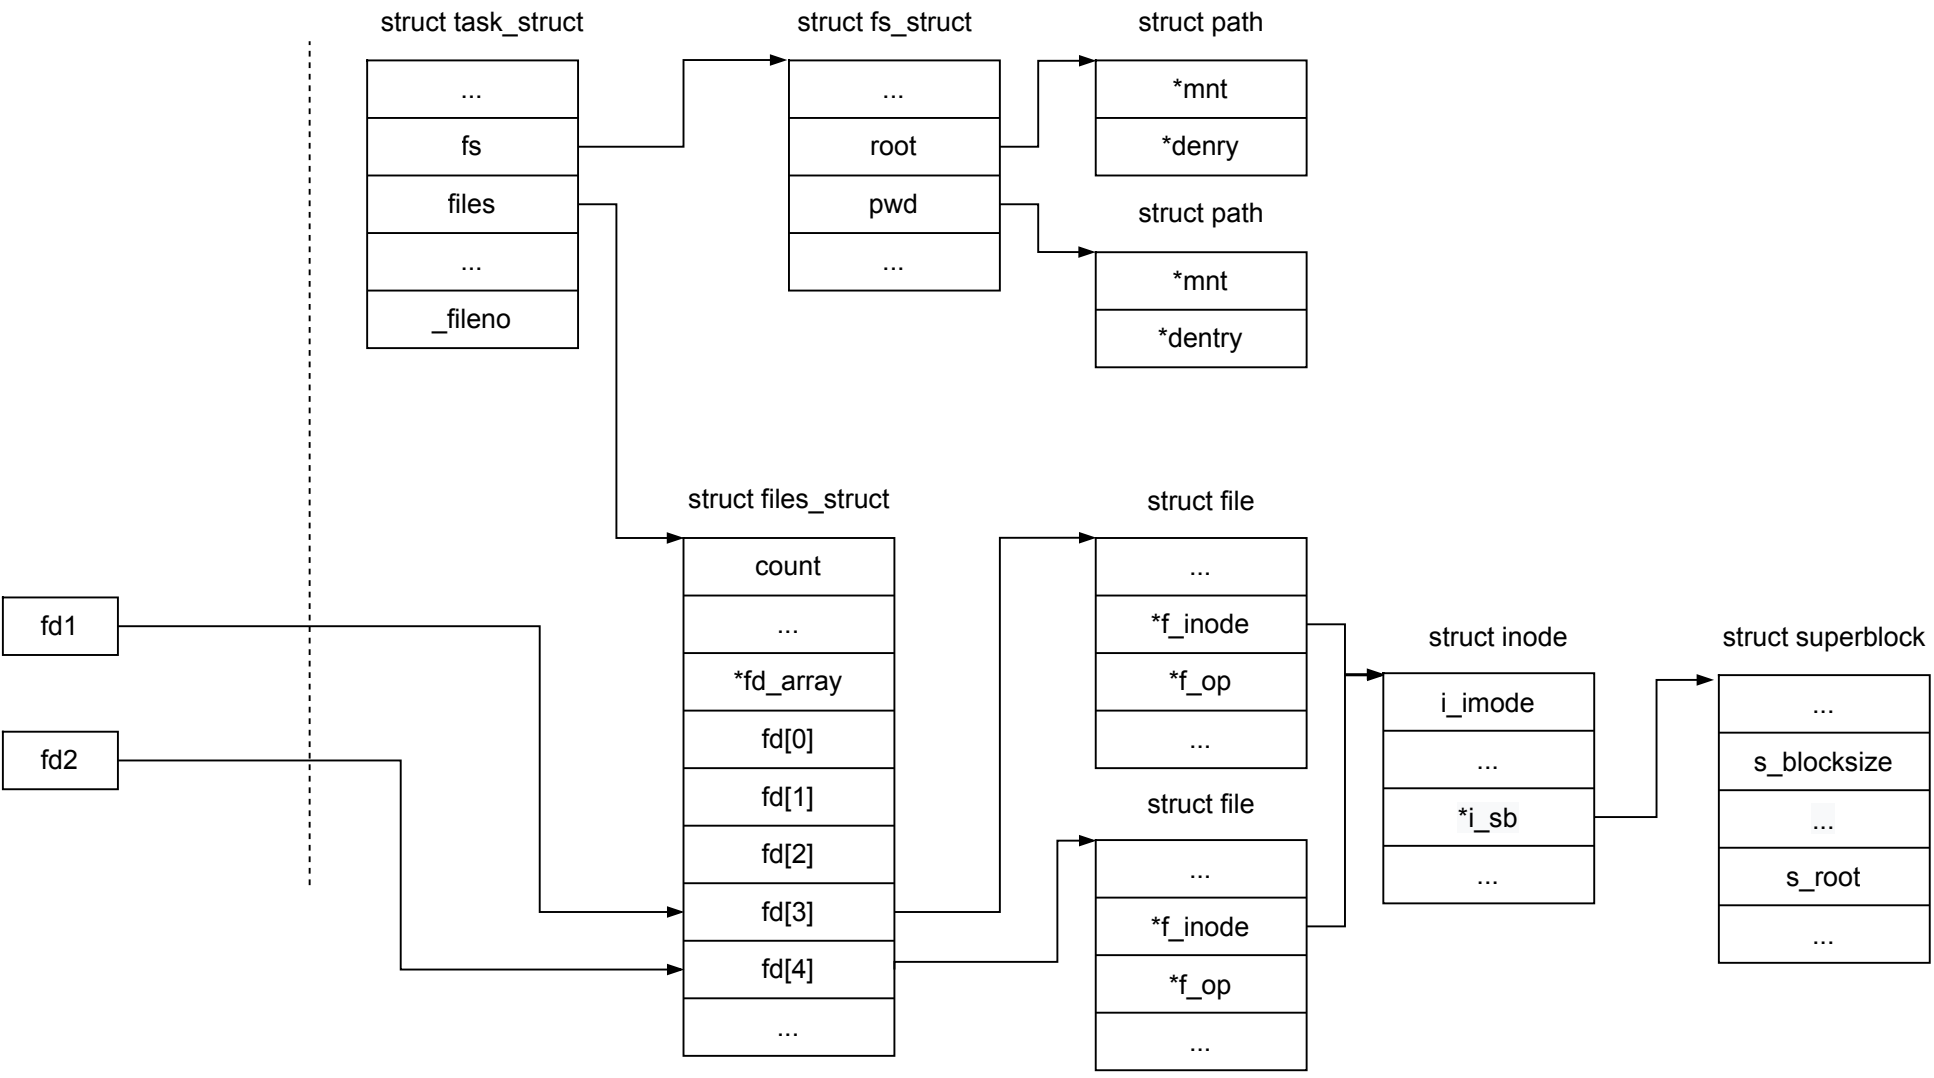 struct task_struct
...
fs
files
...
_fileno
struct fs_struct
...
root
pwd
...
struct path
*mnt
*denry
struct path
*mnt
*dentry
fd1
fd2
struct files_struct
count
...
*fd_array
fd[0]
fd[1]
fd[2]
fd[3]
fd[4]
...
struct file
...
*f_inode
*f_op
...
struct file
...
*f_inode
*f_op
...
struct inode
i_imode
...
*i_sb
...
struct superblock
...
s_blocksize
...
s_root
...